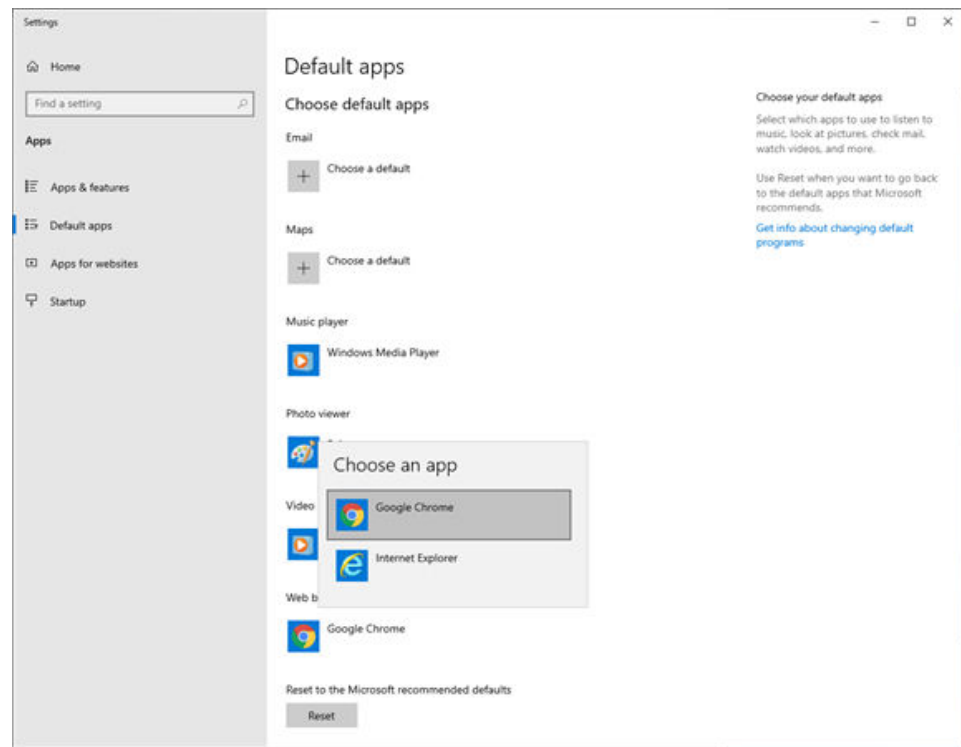 Settings
Home
Find a setting
Apps
Apps & features
Default apps
Apps for websites
Startup
Default apps
Choose default apps
Email
Choose a default
Maps
Choose a default
Music player
Windows Media Player
Photo viewer
Choose an app
Google Chrome
Internet Explorer
Video
Web b
Google Chrome
Reset to the Microsoft recommended defaults
Reset
Choose your default apps
Select which apps to use to listen to
music, look at pictures, check mail,
watch videos, and more.
Use Reset when you want to go back
to the default apps that Microsoft
recommends.
Get info about changing default
programs